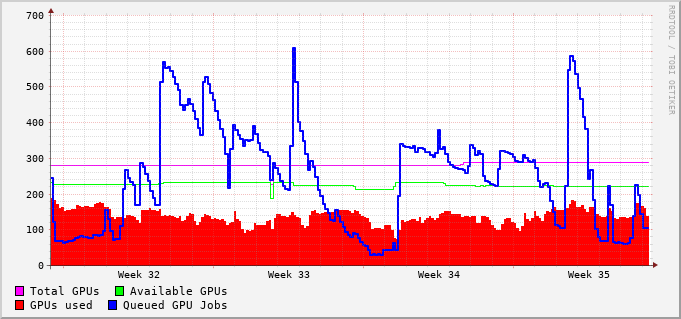 700
600
500
400
300
200
100
0
Week 32 Week 33 Week 34 Week 35
Total GPUs Available GPUs
GPUs used Queued GPU Jobs
RRDTOOL / TOBI OETIKER